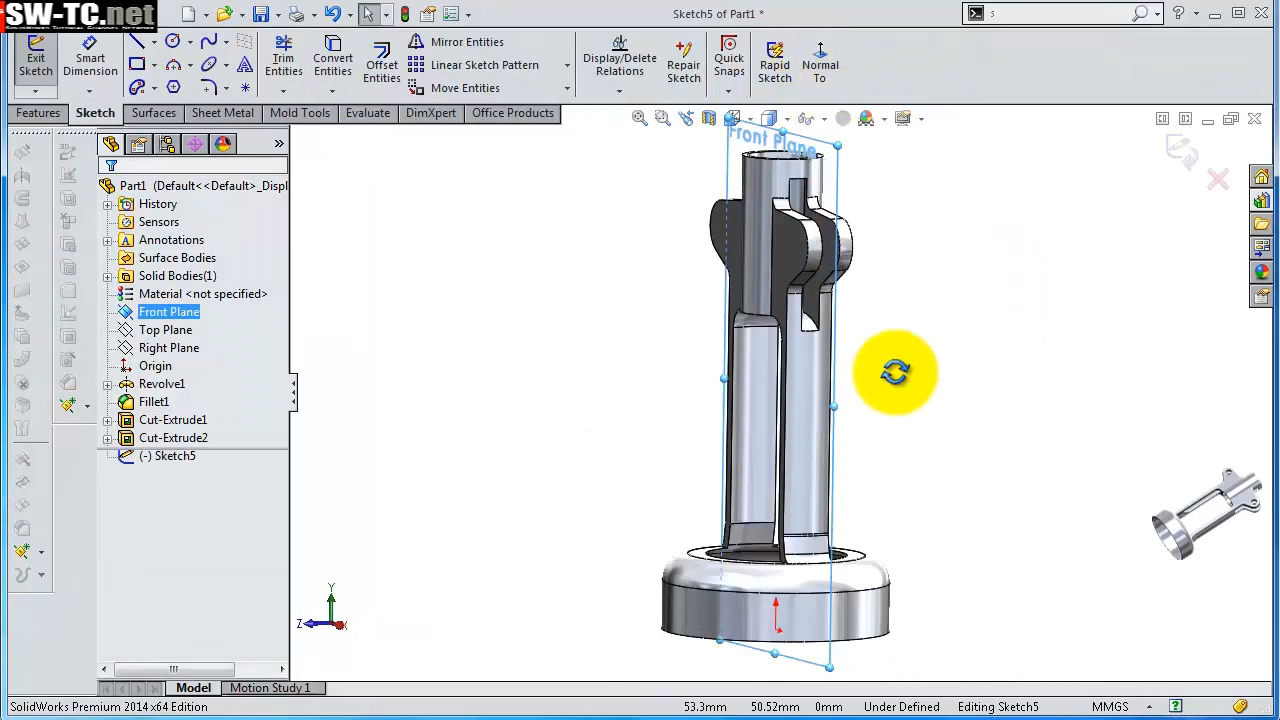 SW-TC.net
SolidWorks Tutorial Channel Network
Sketch5 of Part1 *
s
Exit Sketch
Smart Dimension
Trim Entities
Convert Entities
Offset Entities
Mirror Entities
Linear Sketch Pattern
Move Entities
Display/Delete Relations
Repair Sketch
Quick Snaps
Rapid Sketch
Normal To
Features
Sketch
Surfaces
Sheet Metal
Mold Tools
Evaluate
DimXpert
Office Products
Front Plane
Part1 (Default<<Default>_Displ
History
Sensors
Annotations
Surface Bodies
Solid Bodies(1)
Material <not specified>
Front Plane
Top Plane
Right Plane
Origin
Revolve1
Fillet1
Cut-Extrude1
Cut-Extrude2
(-) Sketch5
Y
Z
X
Model
Motion Study 1
SolidWorks Premium 2014 x64 Edition
53.3mm
50.52mm
0mm
Under Defined
Editing Sketch5
MMGS